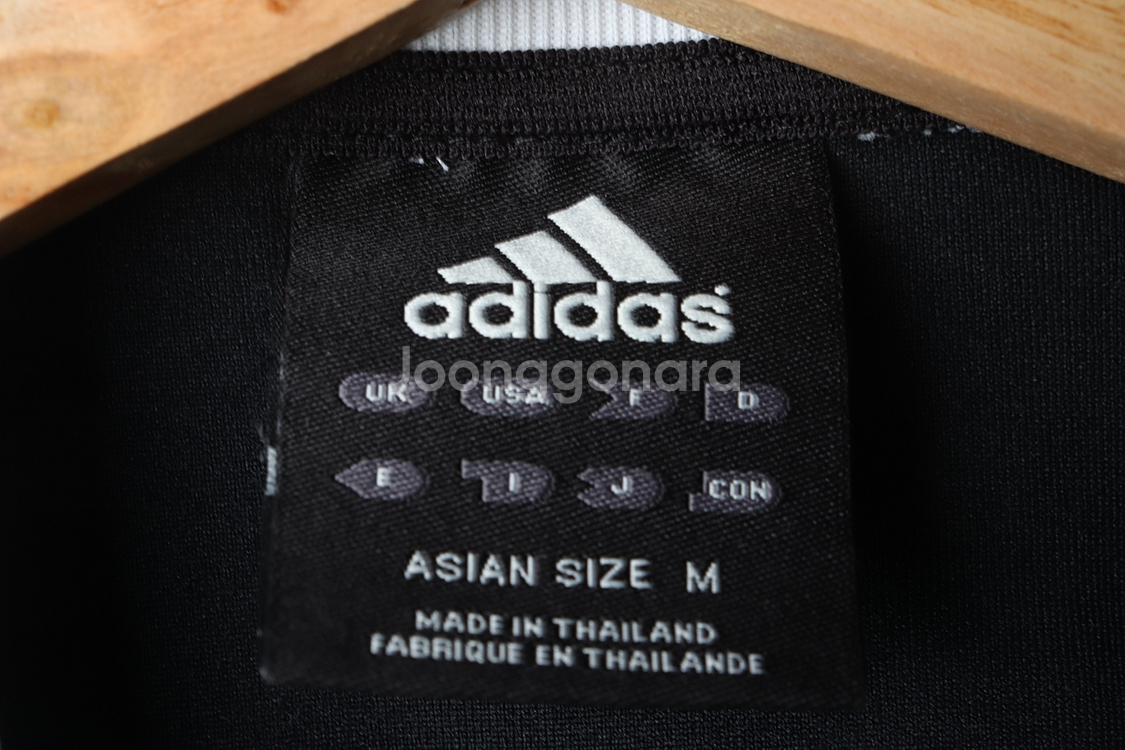 adidas
Joonggonara
UK USA F D
E I J CON
ASIAN SIZE M
MADE IN THAILAND
FABRIQUE EN THAILANDE